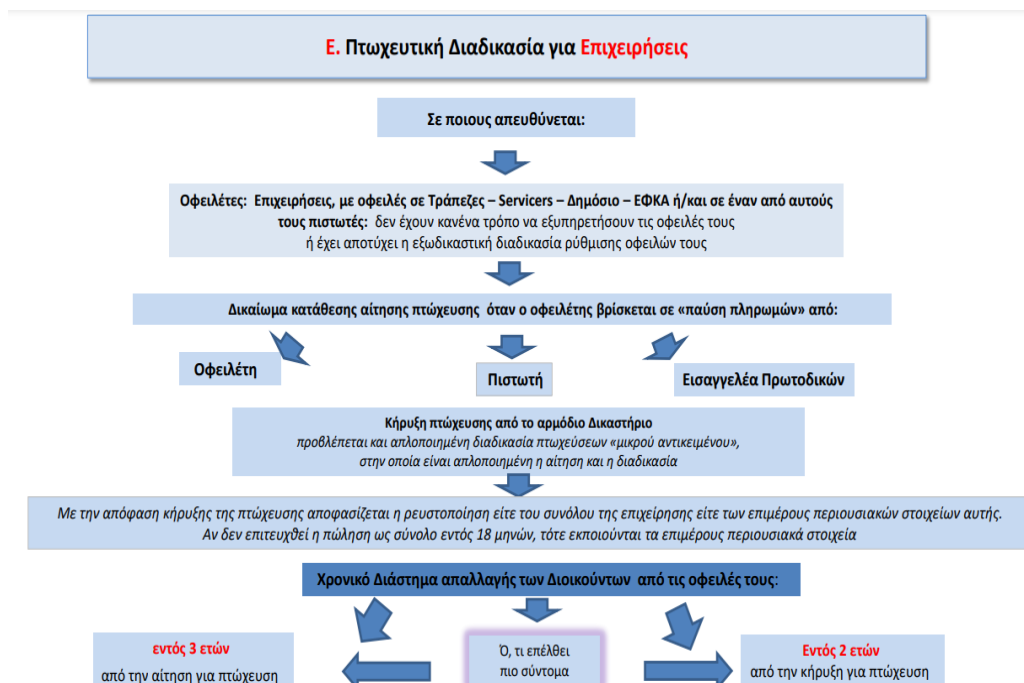 Ε. Πτωχευτική Διαδικασία για Επιχειρήσεις
Σε ποιους απευθύνεται:
Οφειλέτες: Επιχειρήσεις, με οφειλές σε Τράπεζες – Servicers – Δημόσιο – ΕΦΚΑ ή/και σε έναν από αυτούς
τους πιστωτές: δεν έχουν κανένα τρόπο να εξυπηρετήσουν τις οφειλές τους
ή έχει αποτύχει η εξωδικαστική διαδικασία ρύθμισης οφειλών τους
Δικαίωμα κατάθεσης αίτησης πτώχευσης όταν ο οφειλέτης βρίσκεται σε «παύση πληρωμών» από:
Οφειλέτη
Πιστωτή
Εισαγγελέα Πρωτοδικών
Κήρυξη πτώχευσης από το αρμόδιο Δικαστήριο
προβλέπεται και απλοποιημένη διαδικασία πτωχεύσεων «μικρού αντικειμένου»,
στην οποία είναι απλοποιημένη η αίτηση και η διαδικασία
Με την απόφαση κήρυξης της πτώχευσης αποφασίζεται η ρευστοποίηση είτε του συνόλου της επιχείρησης είτε των επιμέρους περιουσιακών στοιχείων αυτής.
Αν δεν επιτευχθεί η πώληση ως σύνολο εντός 18 μηνών, τότε εκποιούνται τα επιμέρους περιουσιακά στοιχεία
Χρονικό Διάστημα απαλλαγής των Διοικούντων από τις οφειλές τους:
εντός 3 ετών
από την αίτηση για πτώχευση
Ό, τι επέλθει
πιο σύντομα
Εντός 2 ετών
από την κήρυξη για πτώχευση